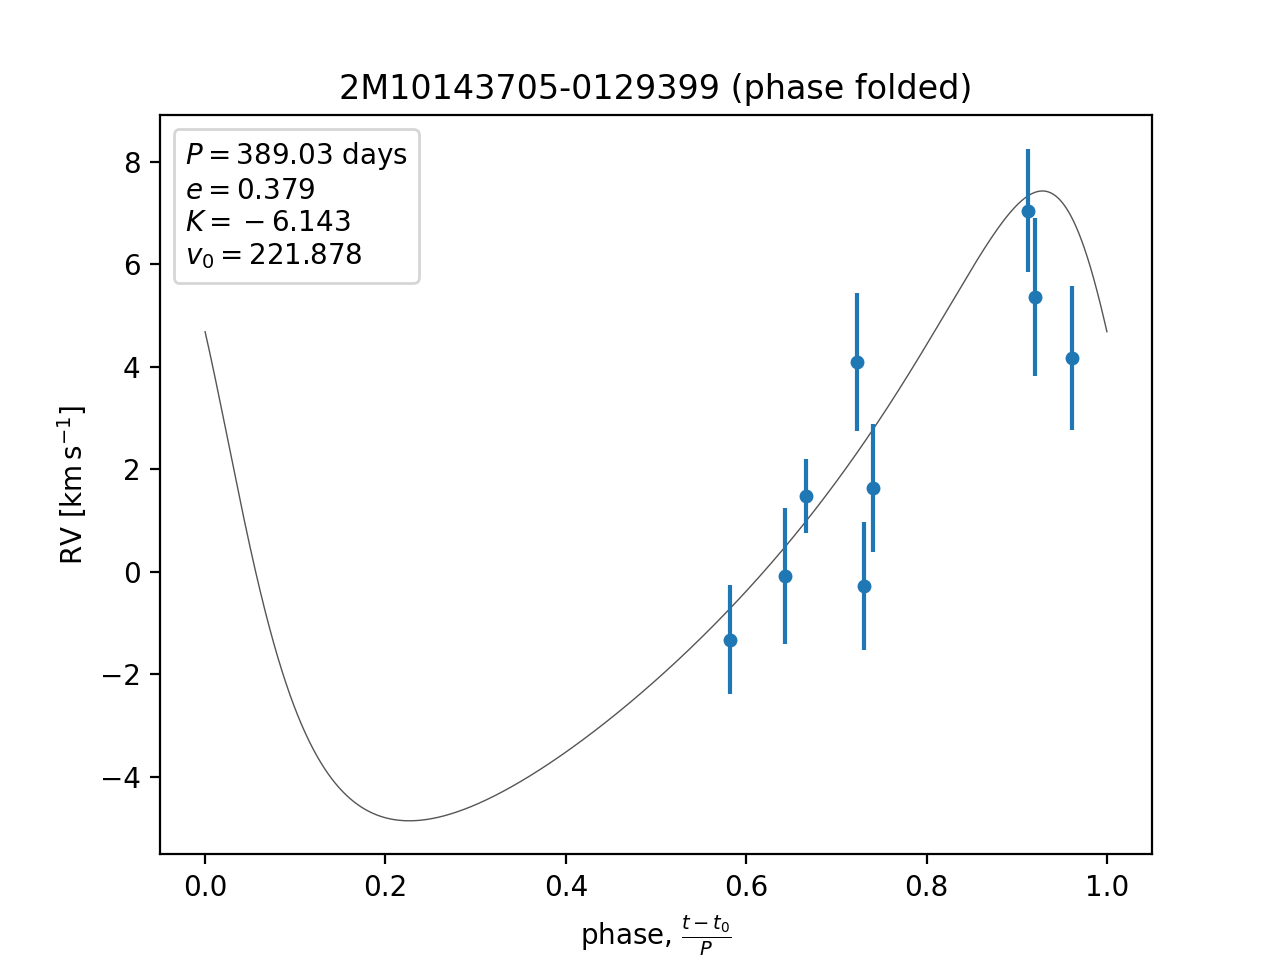 2M10143705-0129399 (phase folded)
P = 389.03 days
e = 0.379
K = −6.143
v₀ = 221.878
8
6
4
2
0
−2
−4
RV [km s⁻¹]
0.0 0.2 0.4 0.6 0.8 1.0
phase, (t − t₀)/P